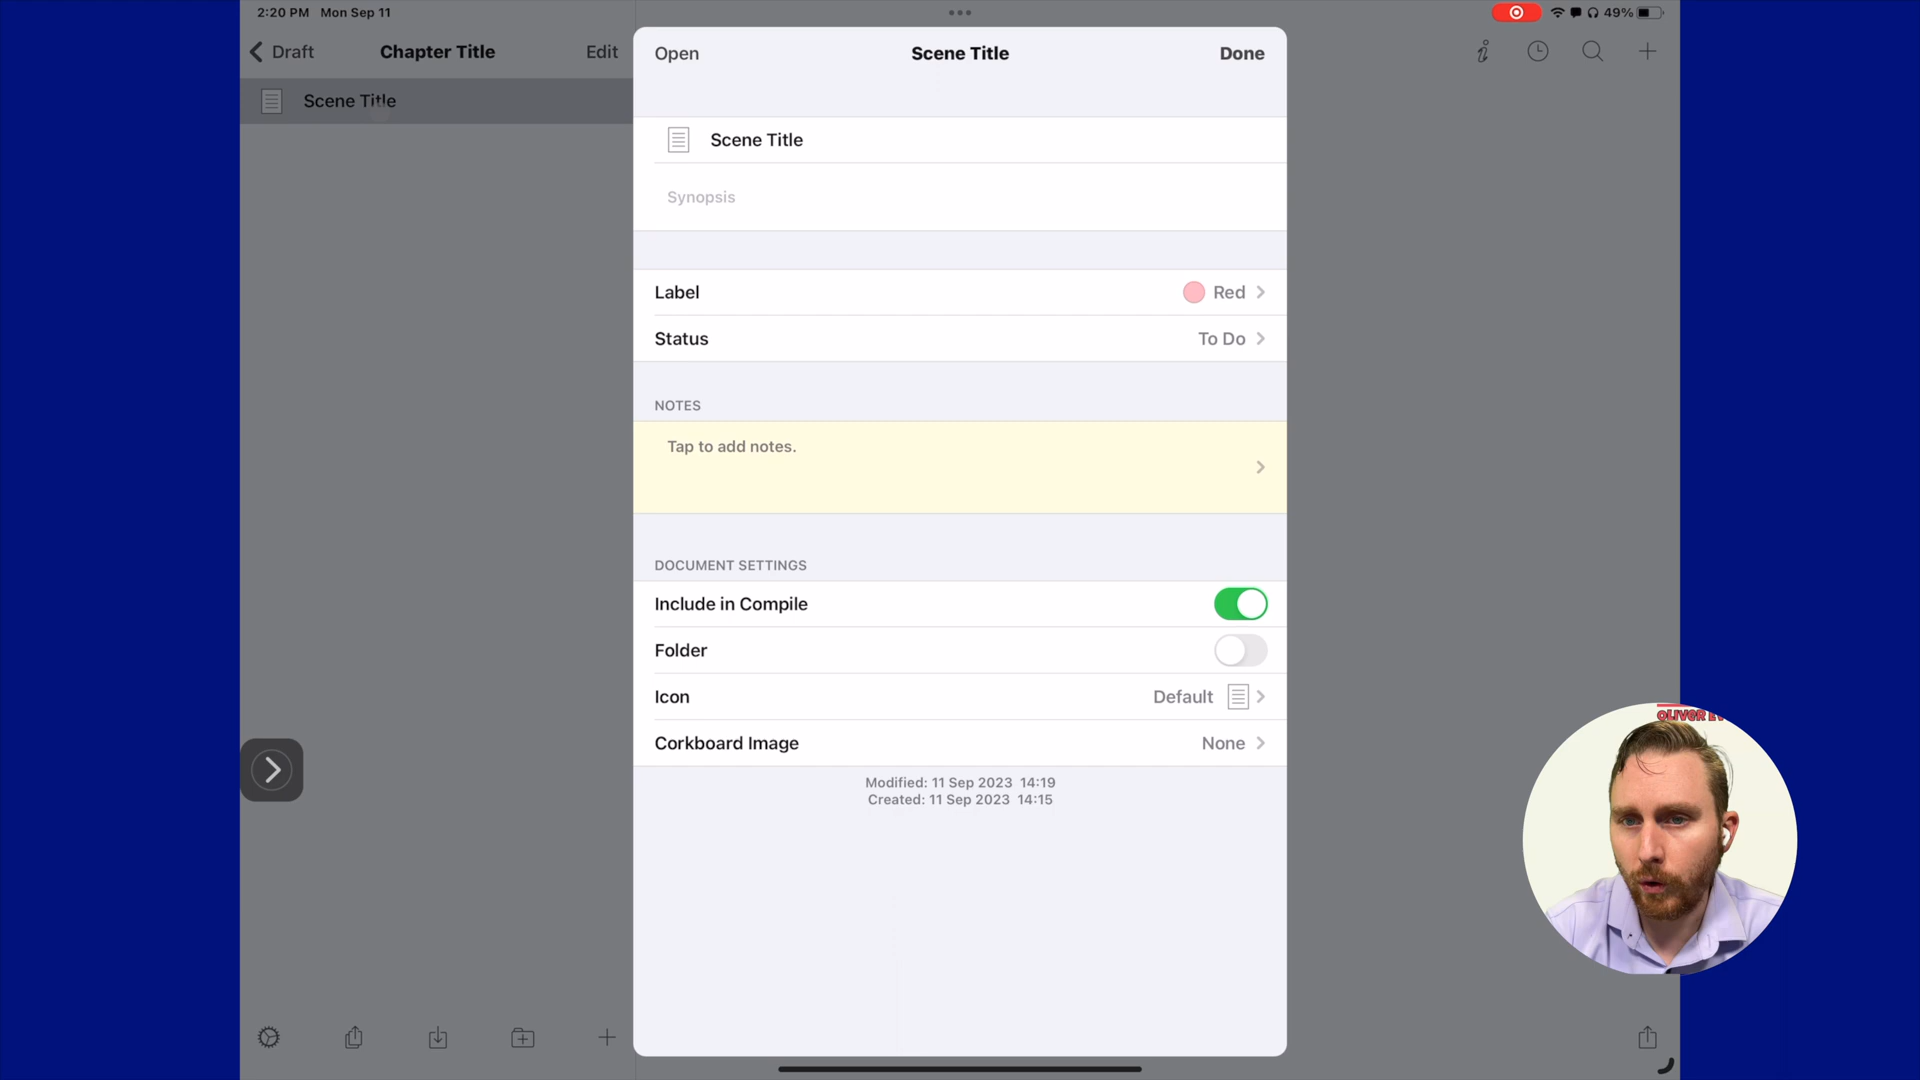 2:20 PM Mon Sep 11
49%
Draft
Chapter Title
Edit
Scene Title
Open
Scene Title
Done
Scene Title
Synopsis
Label
Red
Status
To Do
NOTES
Tap to add notes.
DOCUMENT SETTINGS
Include in Compile
Folder
Icon
Default
Corkboard Image
None
Modified: 11 Sep 2023 14:19
Created: 11 Sep 2023 14:15
OLIVER